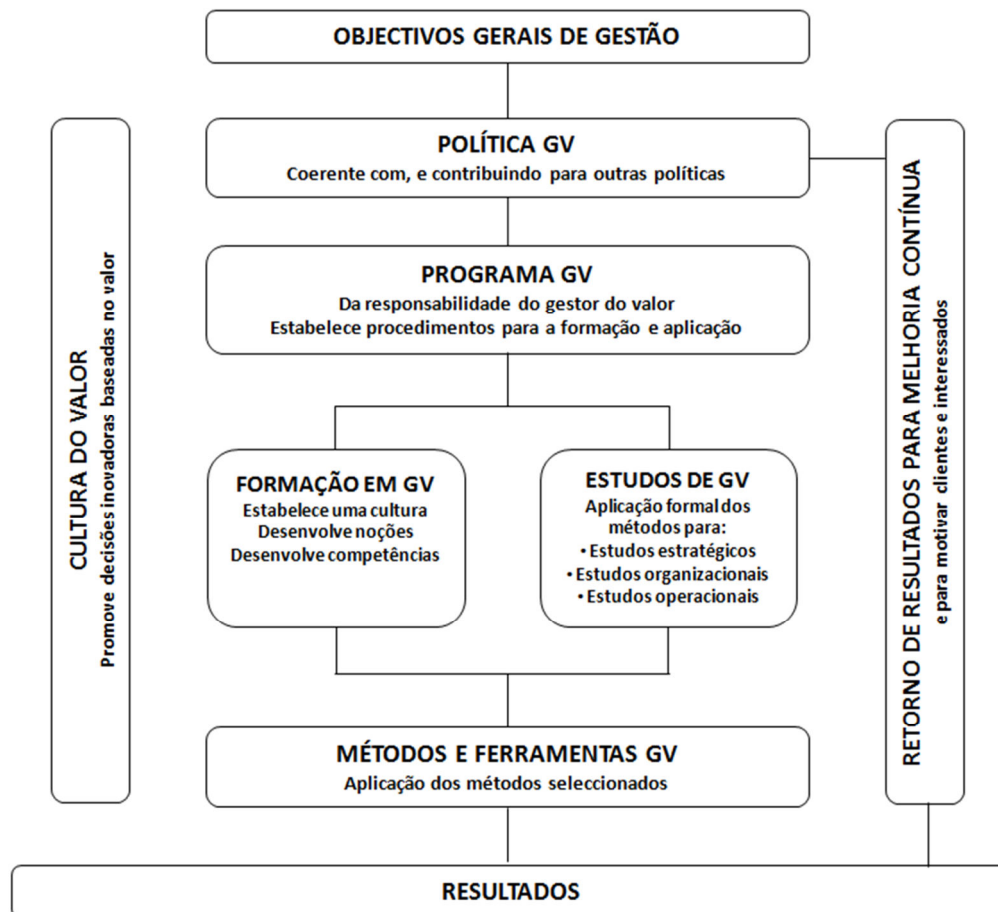 OBJECTIVOS GERAIS DE GESTÃO
POLÍTICA GV
Coerente com, e contribuindo para outras políticas
PROGRAMA GV
Da responsabilidade do gestor do valor
Estabelece procedimentos para a formação e aplicação
CULTURA DO VALOR
Promove decisões inovadoras baseadas no valor
FORMAÇÃO EM GV
Estabelece uma cultura
Desenvolve noções
Desenvolve competências
ESTUDOS DE GV
Aplicação formal dos
métodos para:
• Estudos estratégicos
• Estudos organizacionais
• Estudos operacionais
RETORNO DE RESULTADOS PARA MELHORIA CONTÍNUA
e para motivar clientes e interessados
MÉTODOS E FERRAMENTAS GV
Aplicação dos métodos seleccionados
RESULTADOS